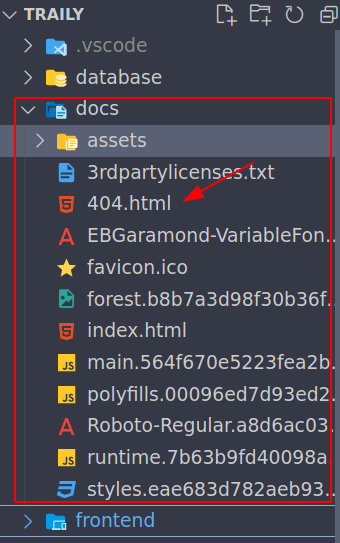 TRAILY
.vscode
database
docs
assets
3rdpartylicenses.txt
404.html
EBGaramond-VariableFon...
favicon.ico
forest.b8b7a3d98f30b36f...
index.html
main.564f670e5223fea2b...
polyfills.00096ed7d93ed2...
Roboto-Regular.a8d6ac03...
runtime.7b63b9fd40098a...
styles.eae683d782aeb93...
frontend